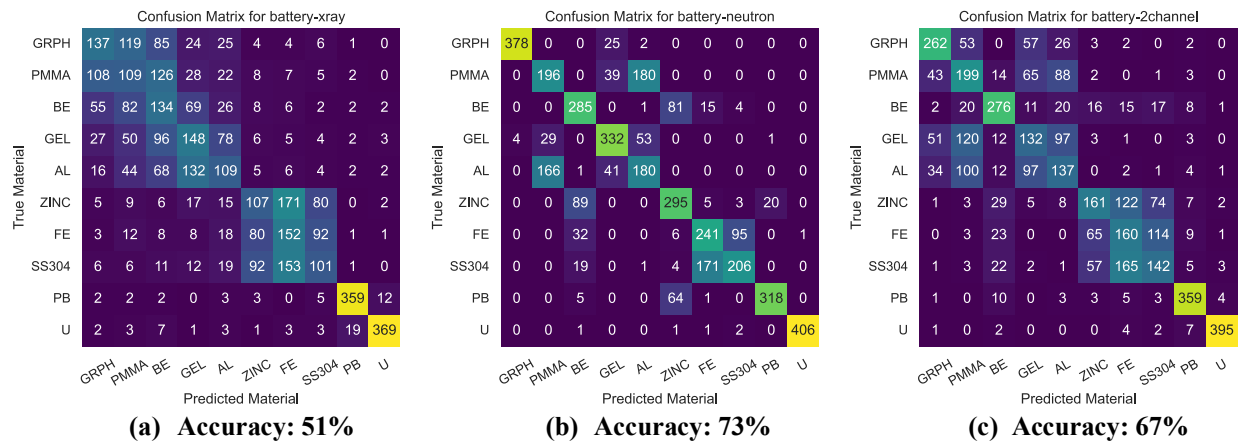 Confusion Matrix for battery-xray
True Material
GRPH 137 119 85 24 25 4 4 6 1 0
PMMA 108 109 126 28 22 8 7 5 2 0
BE 55 82 134 69 26 8 6 2 2 2
GEL 27 50 96 148 78 6 5 4 2 3
AL 16 44 68 132 109 5 6 4 2 2
ZINC 5 9 6 17 15 107 171 80 0 2
FE 3 12 8 8 18 80 152 92 1 1
SS304 6 6 11 12 19 92 153 101 1 0
PB 2 2 2 0 3 3 0 5 359 12
U 2 3 7 1 3 1 3 3 19 369
GRPH PMMA BE GEL AL ZINC FE SS304 PB U
Predicted Material
(a) Accuracy: 51%
Confusion Matrix for battery-neutron
True Material
GRPH 378 0 0 25 2 0 0 0 0 0
PMMA 0 196 0 39 180 0 0 0 0 0
BE 0 0 285 0 1 81 15 4 0 0
GEL 4 29 0 332 53 0 0 0 1 0
AL 0 166 1 41 180 0 0 0 0 0
ZINC 0 0 89 0 0 295 5 3 20 0
FE 0 0 32 0 0 6 241 95 0 1
SS304 0 0 19 0 1 4 171 206 0 0
PB 0 0 5 0 0 64 1 0 318 0
U 0 0 1 0 0 1 1 2 0 406
GRPH PMMA BE GEL AL ZINC FE SS304 PB U
Predicted Material
(b) Accuracy: 73%
Confusion Matrix for battery-2channel
True Material
GRPH 262 53 0 57 26 3 2 0 2 0
PMMA 43 199 14 65 88 2 0 1 3 0
BE 2 20 276 11 20 16 15 17 8 1
GEL 51 120 12 132 97 3 1 0 3 0
AL 34 100 12 97 137 0 2 1 4 1
ZINC 1 3 29 5 8 161 122 74 7 2
FE 0 3 23 0 0 65 160 114 9 1
SS304 1 3 22 2 1 57 165 142 5 3
PB 1 0 10 0 3 3 5 3 359 4
U 1 0 2 0 0 0 4 2 7 395
GRPH PMMA BE GEL AL ZINC FE SS304 PB U
Predicted Material
(c) Accuracy: 67%